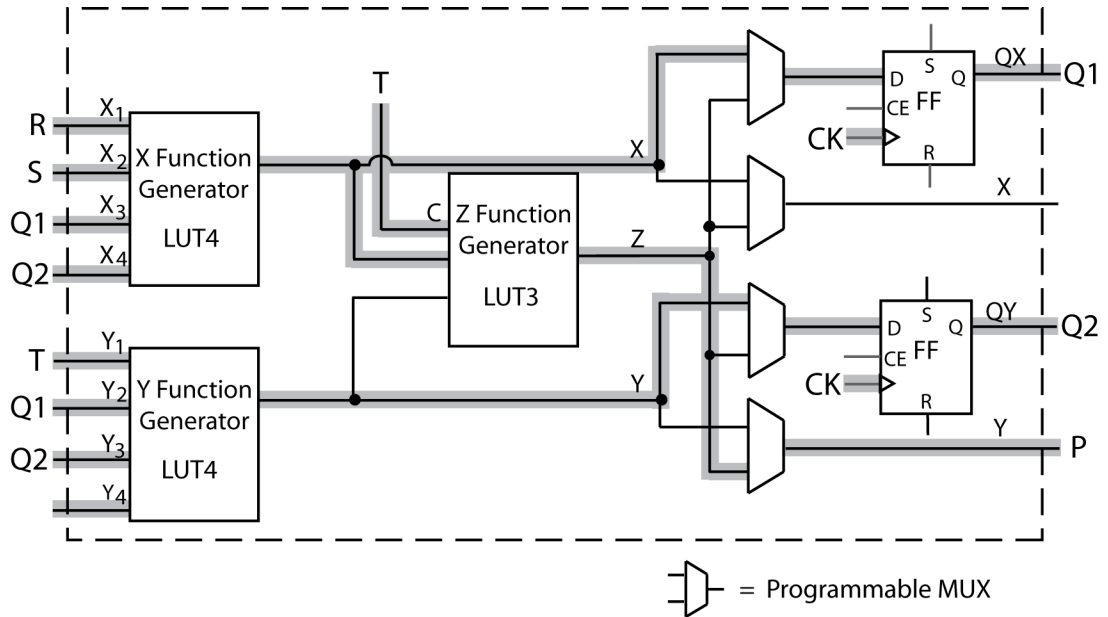 T
R X1
S X2
Q1 X3
Q2 X4
X Function
Generator
LUT4
X
C
Z Function
Generator
LUT3
Z
T Y1
Q1 Y2
Q2 Y3
Y4
Y Function
Generator
LUT4
Y
S
D Q
CE FF
CK
R
QX Q1
X
S
D Q
CE FF
CK
R
QY Q2
Y P
= Programmable MUX